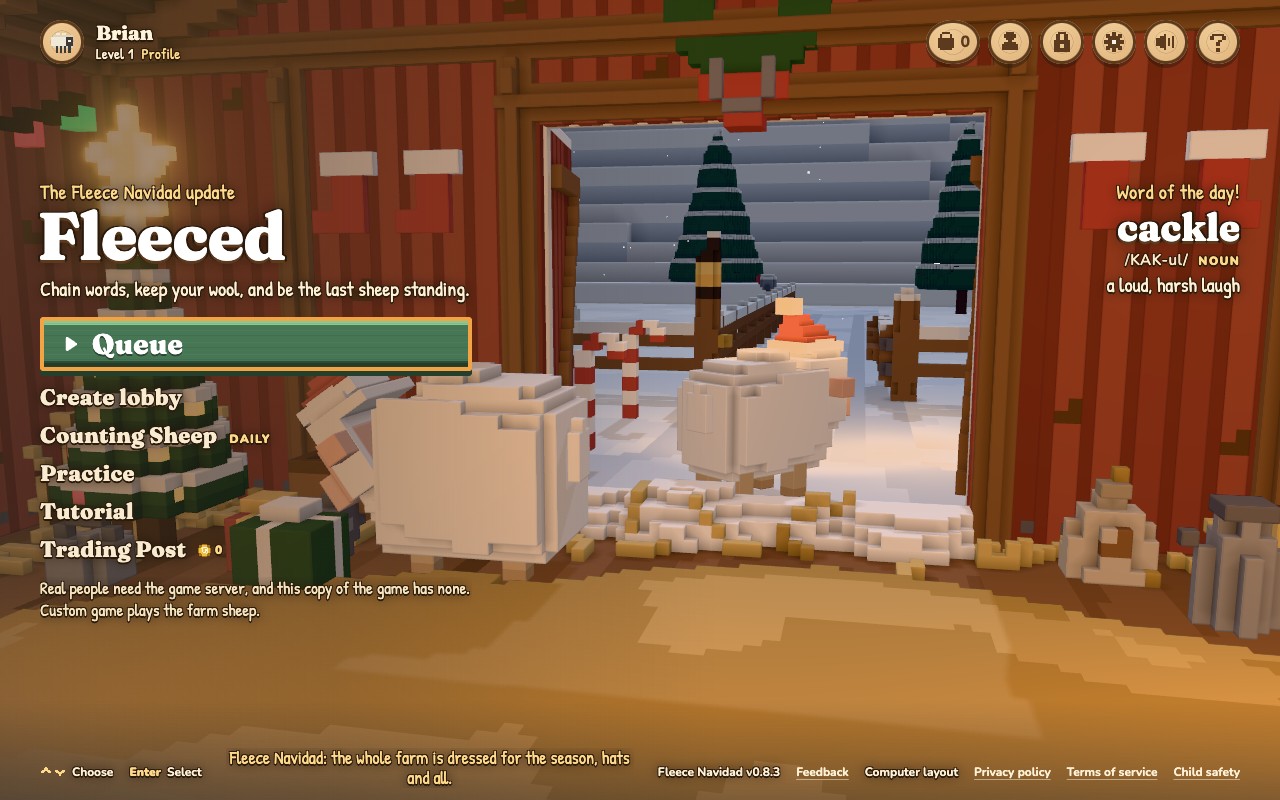 Brian
Level 1 Profile
0
The Fleece Navidad update
Fleeced
Chain words, keep your wool, and be the last sheep standing.
Queue
Create lobby
Counting Sheep DAILY
Practice
Tutorial
Trading Post 0
Real people need the game server, and this copy of the game has none.
Custom game plays the farm sheep.
Word of the day!
cackle
/KAK-ul/ NOUN
a loud, harsh laugh
Choose Enter Select
Fleece Navidad: the whole farm is dressed for the season, hats
and all.
Fleece Navidad v0.8.3 Feedback Computer layout Privacy policy Terms of service Child safety